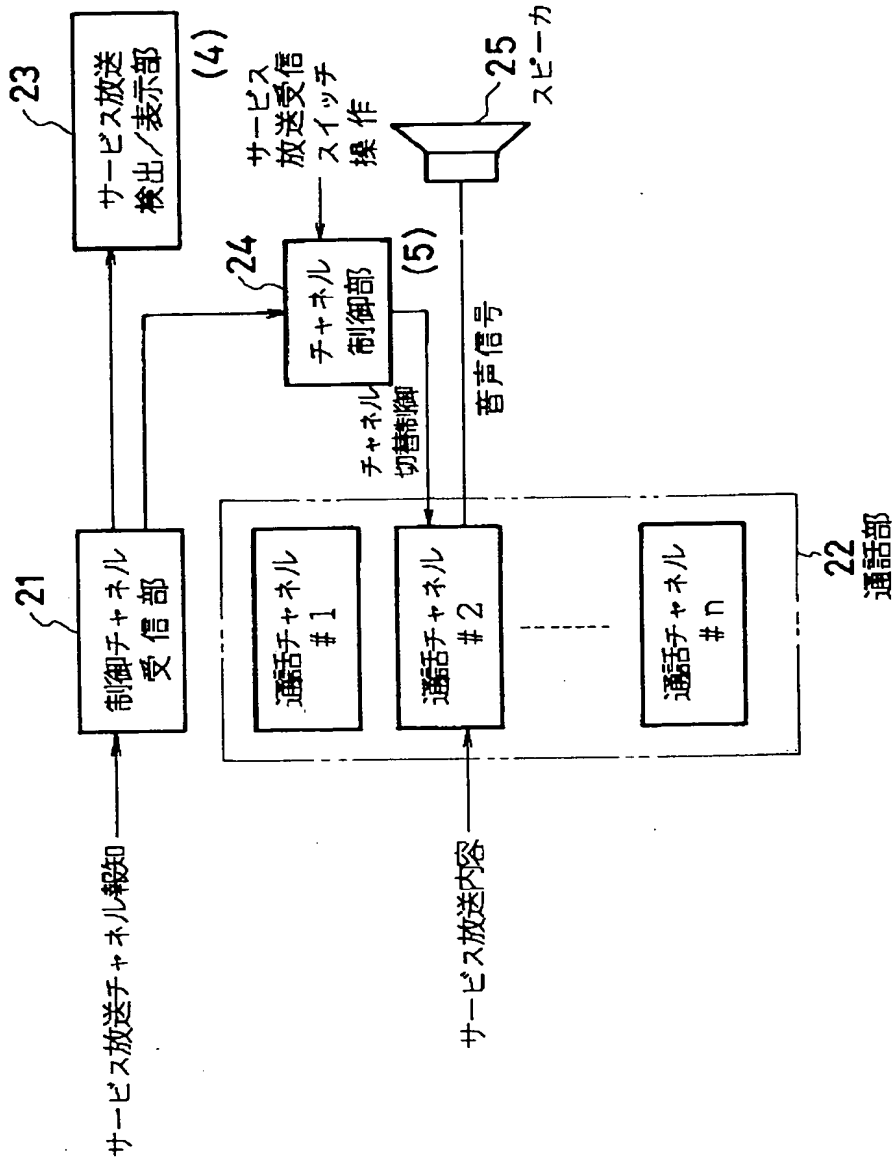 サービス放送チャネル報知
21
制御チャネル
受信部
23
サービス放送
検出／表示部
(4)
24
チャネル
制御部
(5)
サービス
放送受信
スイッチ
操作
チャネル
切替制御
サービス放送内容
通話チャネル
#1
通話チャネル
#2
通話チャネル
#n
22
通話部
音声信号
25
スピーカ